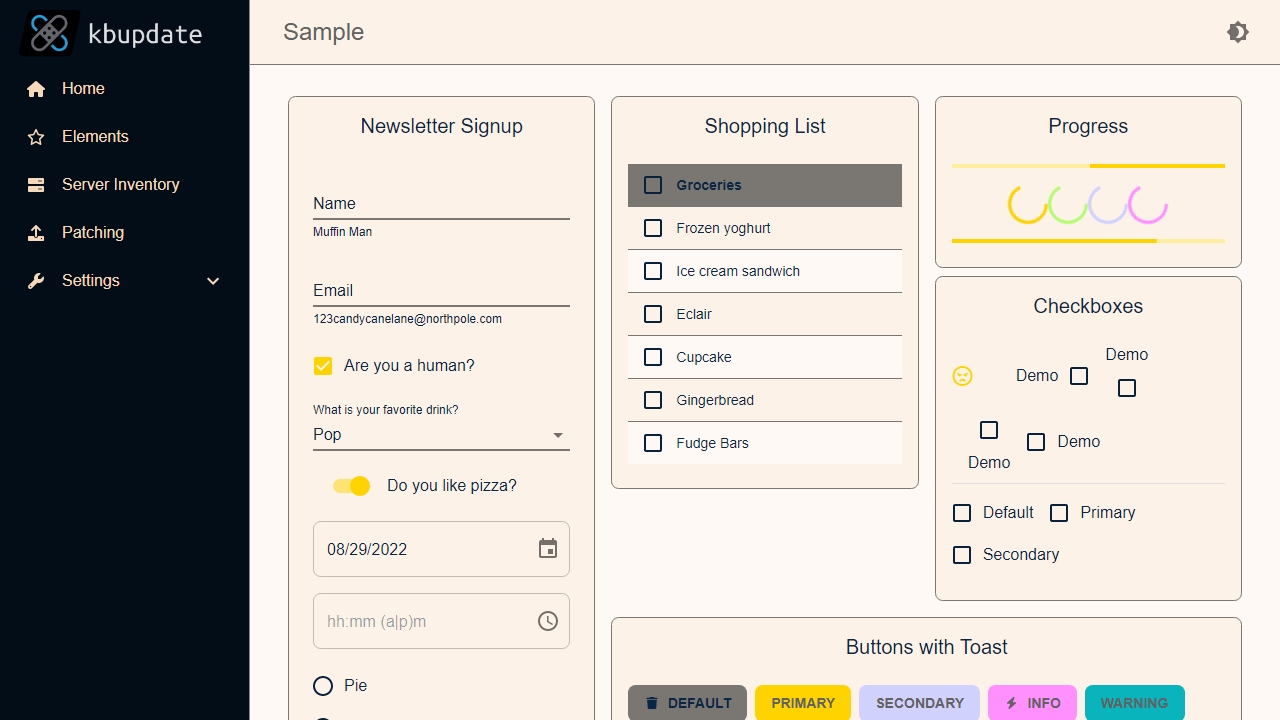 kbupdate
Home
Elements
Server Inventory
Patching
Settings
Sample
Newsletter Signup
Name
Muffin Man
Email
123candycanelane@northpole.com
Are you a human?
What is your favorite drink?
Pop
Do you like pizza?
08/29/2022
hh:mm (a|p)m
Pie
Shopping List
Groceries
Frozen yoghurt
Ice cream sandwich
Eclair
Cupcake
Gingerbread
Fudge Bars
Progress
Checkboxes
Demo
Demo
Demo
Demo
Default
Primary
Secondary
Buttons with Toast
DEFAULT
PRIMARY
SECONDARY
INFO
WARNING